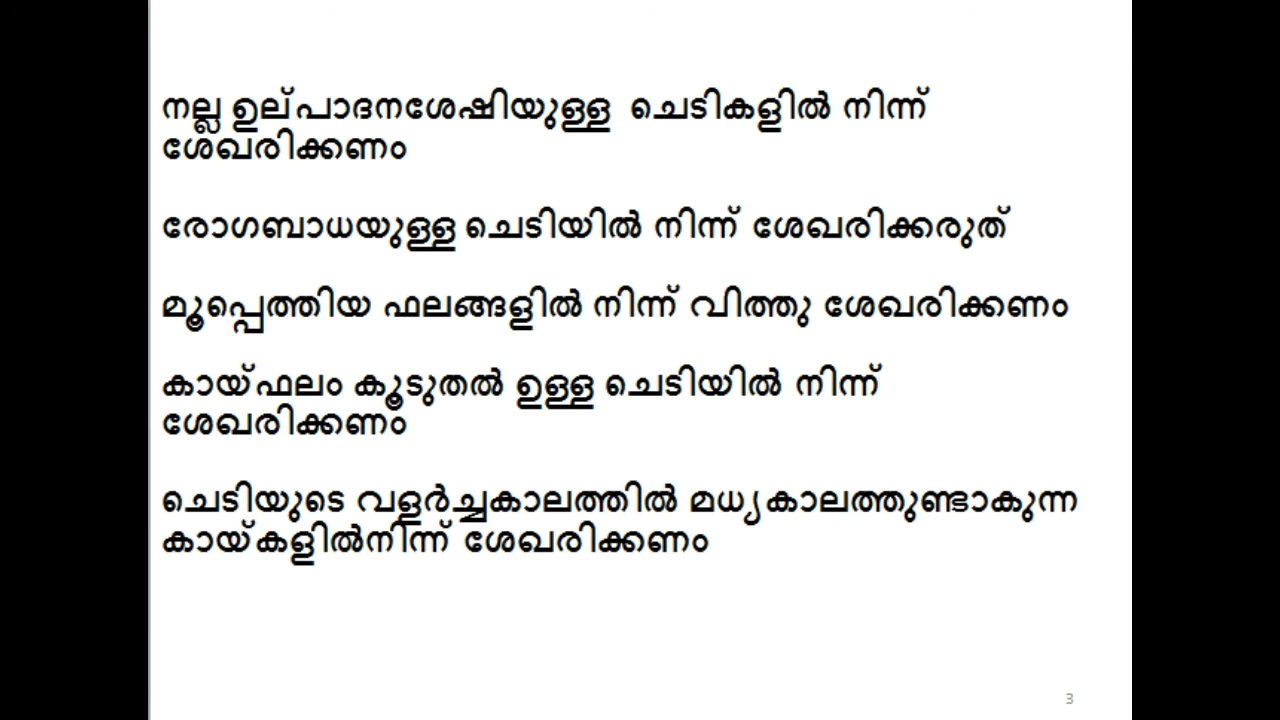 നല്ല ഉല്പാദനശേഷിയുള്ള ചെടികളിൽ നിന്ന്
ശേഖരിക്കണം
രോഗബാധയുള്ള ചെടിയിൽ നിന്ന് ശേഖരിക്കരുത്
മൂപ്പെത്തിയ ഫലങ്ങളിൽ നിന്ന് വിത്തു ശേഖരിക്കണം
കായ്ഫലം കൂടുതൽ ഉള്ള ചെടിയിൽ നിന്ന്
ശേഖരിക്കണം
ചെടിയുടെ വളർച്ചകാലത്തിൽ മധ്യകാലത്തുണ്ടാകുന്ന
കായ്കളിൽനിന്ന് ശേഖരിക്കണം
3